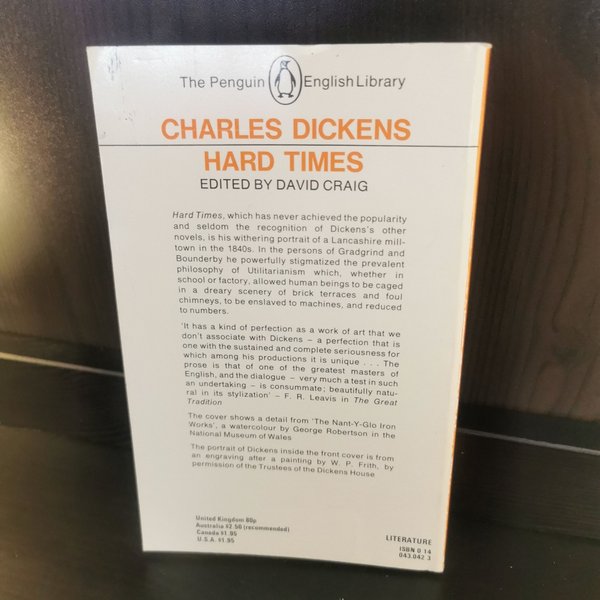 The Penguin English Library
CHARLES DICKENS
HARD TIMES
EDITED BY DAVID CRAIG
Hard Times, which has never achieved the popularity
and seldom the recognition of Dickens's other
novels, is his withering portrait of a Lancashire mill-
town in the 1840s. In the persons of Gradgrind and
Bounderby he powerfully stigmatized the prevalent
philosophy of Utilitarianism which, whether in
school or factory, allowed human beings to be caged
in a dreary scenery of brick terraces and foul
chimneys, to be enslaved to machines, and reduced
to numbers.
'It has a kind of perfection as a work of art that we
don't associate with Dickens – a perfection that is
one with the sustained and complete seriousness for
which among his productions it is unique . . . The
prose is that of one of the greatest masters of
English, and the dialogue – very much a test in such
an undertaking – is consummate; beautifully natu-
ral in its stylization' – F. R. Leavis in The Great
Tradition
The cover shows a detail from 'The Nant-Y-Glo Iron
Works', a watercolour by George Robertson in the
National Museum of Wales
The portrait of Dickens inside the front cover is from
an engraving after a painting by W. P. Frith, by
permission of the Trustees of the Dickens House
United Kingdom 80p
Australia $2.50 (recommended)
Canada $1.95
U.S.A. $1.95
LITERATURE
ISBN 0 14
043.042 3